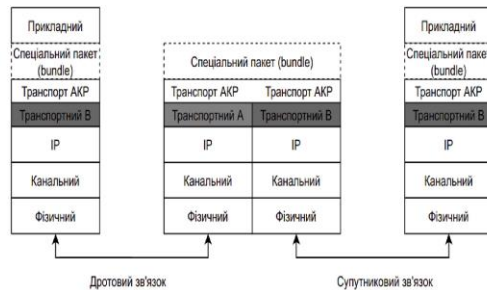 Прикладний
Спеціальний пакет
(bundle)
Транспорт АКР
Транспортний В
IP
Канальний
Фізичний
Спеціальний пакет (bundle)
Транспорт АКР
Транспорт АКР
Транспортний А
Транспортний В
IP
IP
Канальний
Канальний
Фізичний
Фізичний
Прикладний
Спеціальний пакет
(bundle)
Транспорт АКР
Транспортний В
IP
Канальний
Фізичний
Дротовий зв'язок
Супутниковий зв'язок